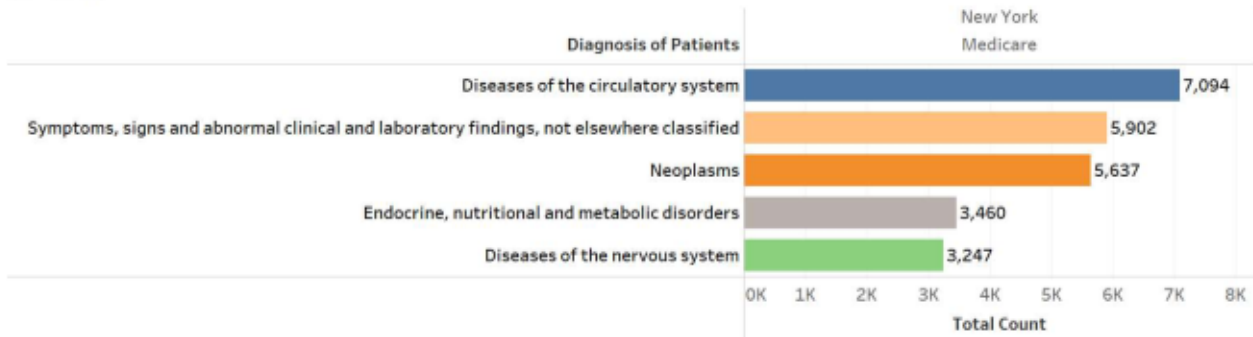 New York
Diagnosis of Patients Medicare
Diseases of the circulatory system 7,094
Symptoms, signs and abnormal clinical and laboratory findings, not elsewhere classified 5,902
Neoplasms 5,637
Endocrine, nutritional and metabolic disorders 3,460
Diseases of the nervous system 3,247
0K 1K 2K 3K 4K 5K 6K 7K 8K
Total Count